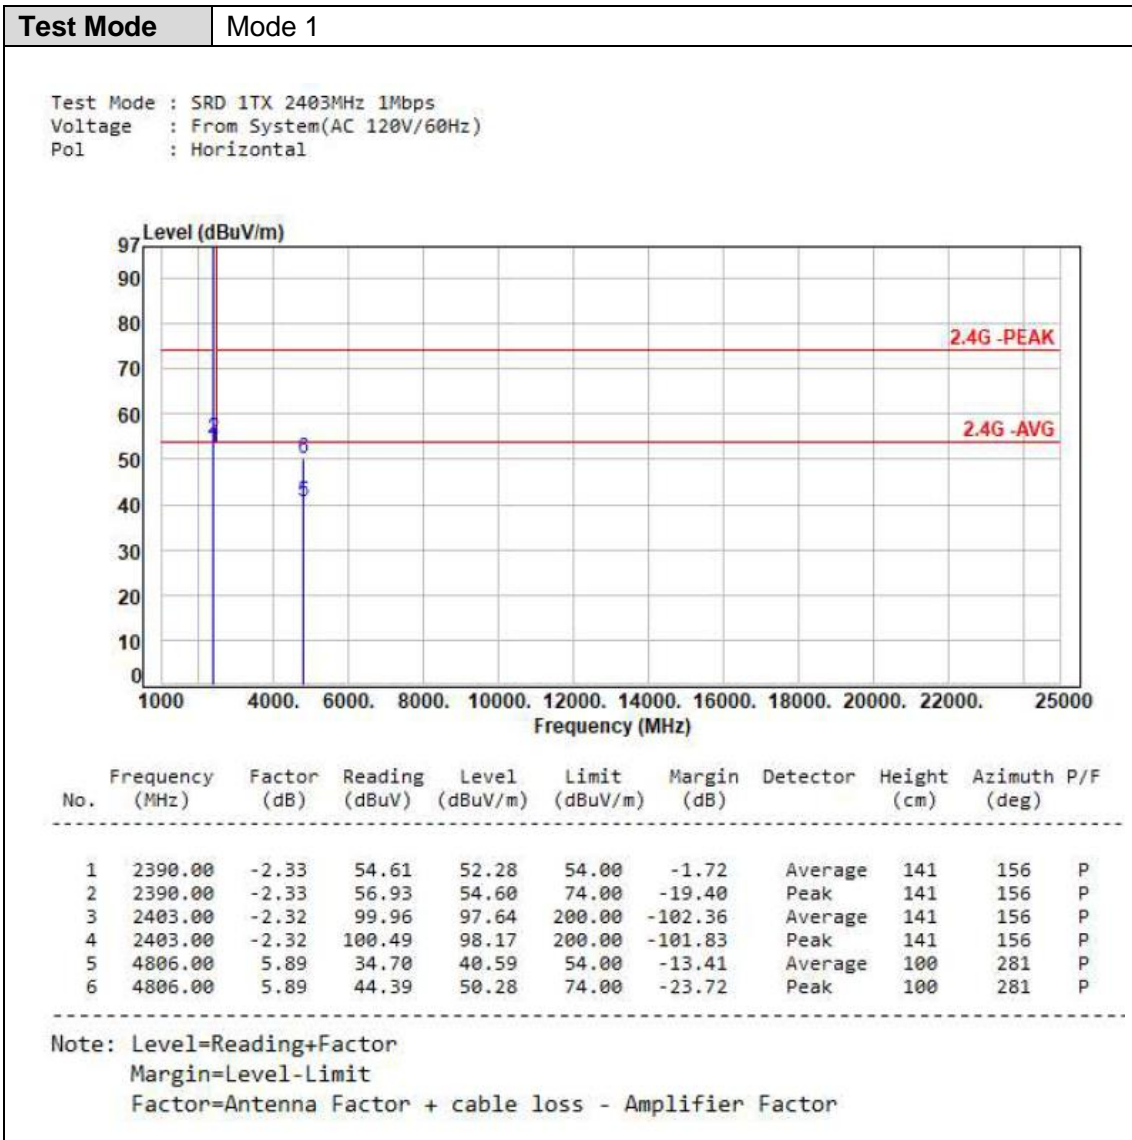 Test Mode Mode 1
Test Mode : SRD 1TX 2403MHz 1Mbps
Voltage : From System(AC 120V/60Hz)
Pol : Horizontal
Level (dBuV/m)
97
90
80
2.4G -PEAK
70
60
2.4G -AVG
2
6
50
5
40
30
20
10
0
1000 4000. 6000. 8000. 10000. 12000. 14000. 16000. 18000. 20000. 22000. 25000
Frequency (MHz)
Frequency Factor Reading Level Limit Margin Detector Height Azimuth P/F
No. (MHz) (dB) (dBuV) (dBuV/m) (dBuV/m) (dB) (cm) (deg)
1 2390.00 -2.33 54.61 52.28 54.00 -1.72 Average 141 156 P
2 2390.00 -2.33 56.93 54.60 74.00 -19.40 Peak 141 156 P
3 2403.00 -2.32 99.96 97.64 200.00 -102.36 Average 141 156 P
4 2403.00 -2.32 100.49 98.17 200.00 -101.83 Peak 141 156 P
5 4806.00 5.89 34.70 40.59 54.00 -13.41 Average 100 281 P
6 4806.00 5.89 44.39 50.28 74.00 -23.72 Peak 100 281 P
Note: Level=Reading+Factor
Margin=Level-Limit
Factor=Antenna Factor + cable loss - Amplifier Factor